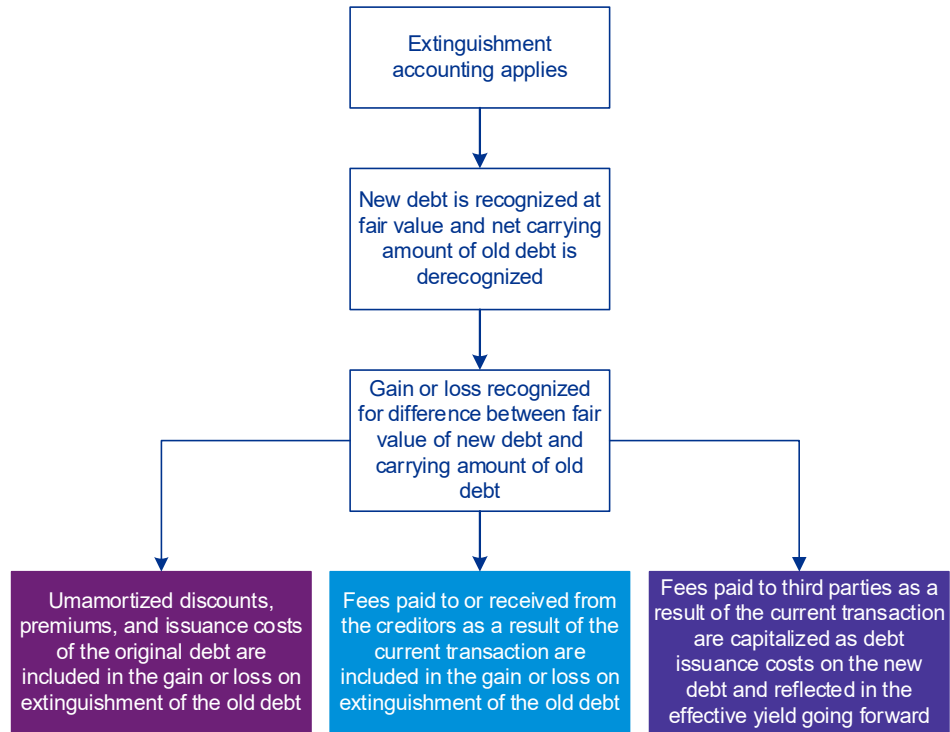 Extinguishment
accounting applies
New debt is recognized at
fair value and net carrying
amount of old debt is
derecognized
Gain or loss recognized
for difference between fair
value of new debt and
carrying amount of old
debt
Umamortized discounts,
premiums, and issuance costs
of the original debt are
included in the gain or loss on
extinguishment of the old debt
Fees paid to or received from
the creditors as a result of the
current transaction are
included in the gain or loss on
extinguishment of the old debt
Fees paid to third parties as a
result of the current transaction
are capitalized as debt
issuance costs on the new
debt and reflected in the
effective yield going forward